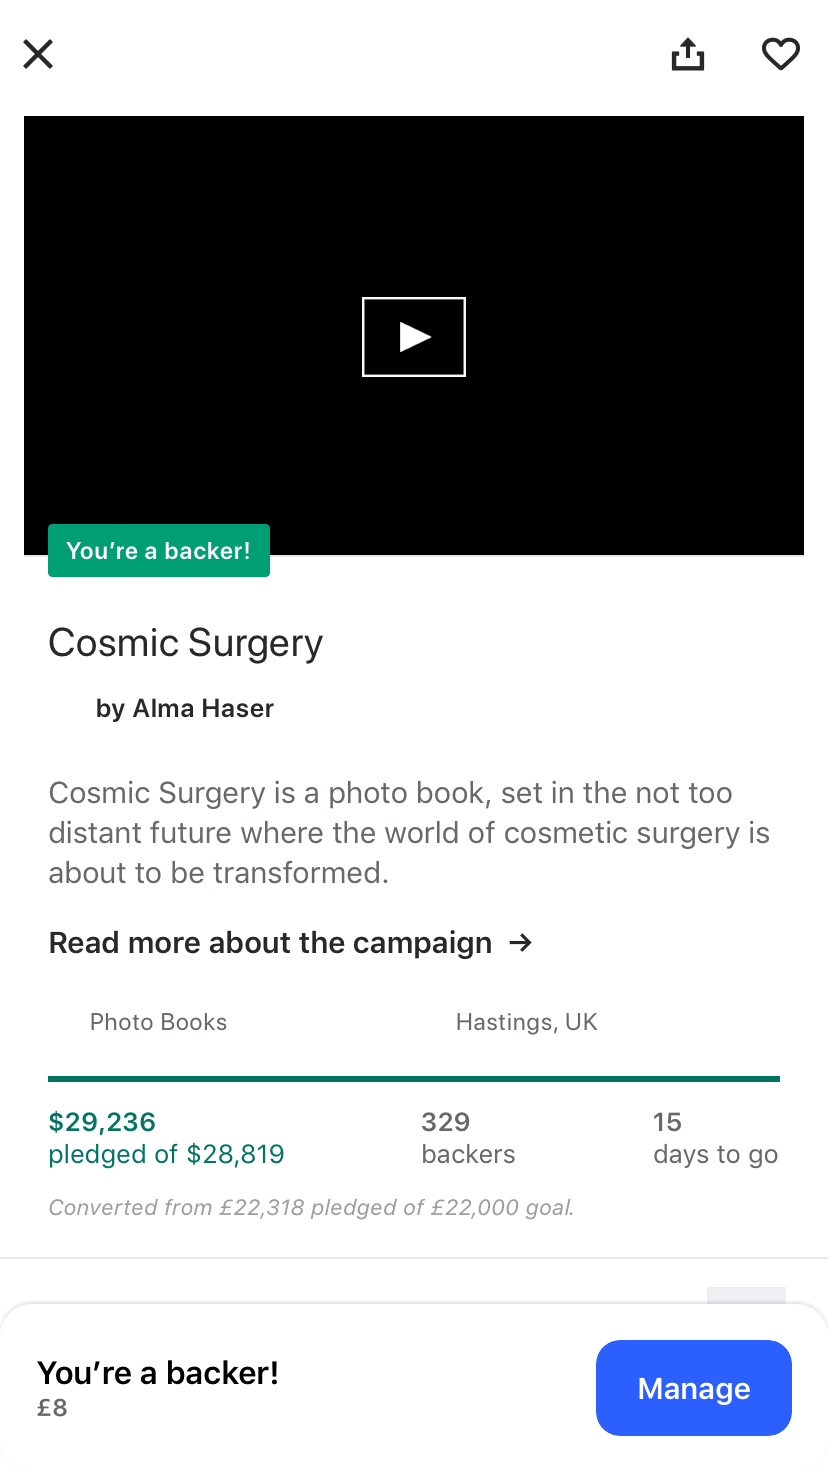 You’re a backer!
Cosmic Surgery
by Alma Haser
Cosmic Surgery is a photo book, set in the not too
distant future where the world of cosmetic surgery is
about to be transformed.
Read more about the campaign →
Photo Books
Hastings, UK
$29,236
pledged of $28,819
329
backers
15
days to go
Converted from £22,318 pledged of £22,000 goal.
You’re a backer!
£8
Manage